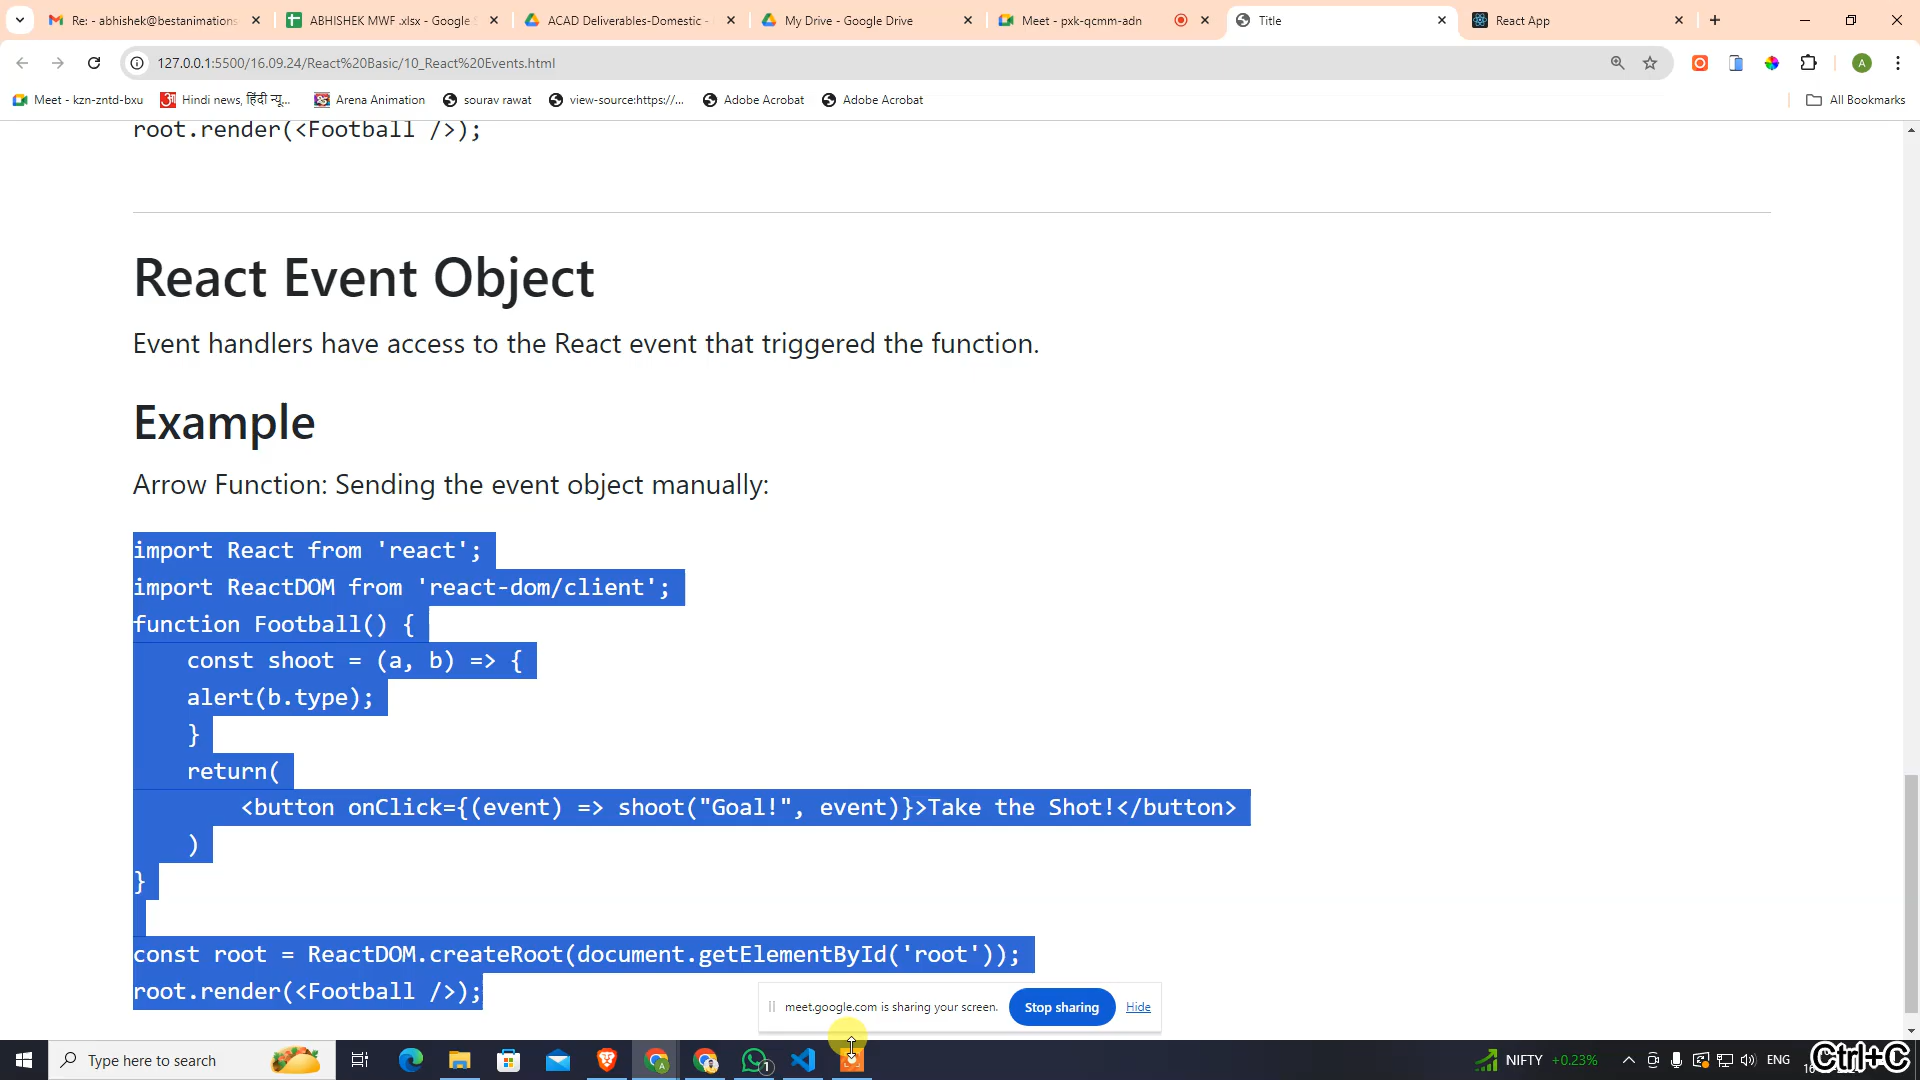 Re: - abhishek@bestanimations
ABHISHEK MWF .xlsx - Google S
ACAD Deliverables-Domestic -
My Drive - Google Drive
Meet - pxk-qcmm-adn
Title
React App
127.0.0.1:5500/16.09.24/React%20Basic/10_React%20Events.html
A
Meet - kzn-zntd-bxu
Hindi news, हिंदी न्यू...
Arena Animation
sourav rawat
view-source:https://...
Adobe Acrobat
Adobe Acrobat
All Bookmarks
root.render(<Football />);
React Event Object
Event handlers have access to the React event that triggered the function.
Example
Arrow Function: Sending the event object manually:
import React from 'react';
import ReactDOM from 'react-dom/client';
function Football() {
const shoot = (a, b) => {
alert(b.type);
}
return(
<button onClick={(event) => shoot("Goal!", event)}>Take the Shot!</button>
)
}
const root = ReactDOM.createRoot(document.getElementById('root'));
root.render(<Football />);
meet.google.com is sharing your screen.
Stop sharing
Hide
Type here to search
1
NIFTY +0.23%
ENG
Ctrl+C